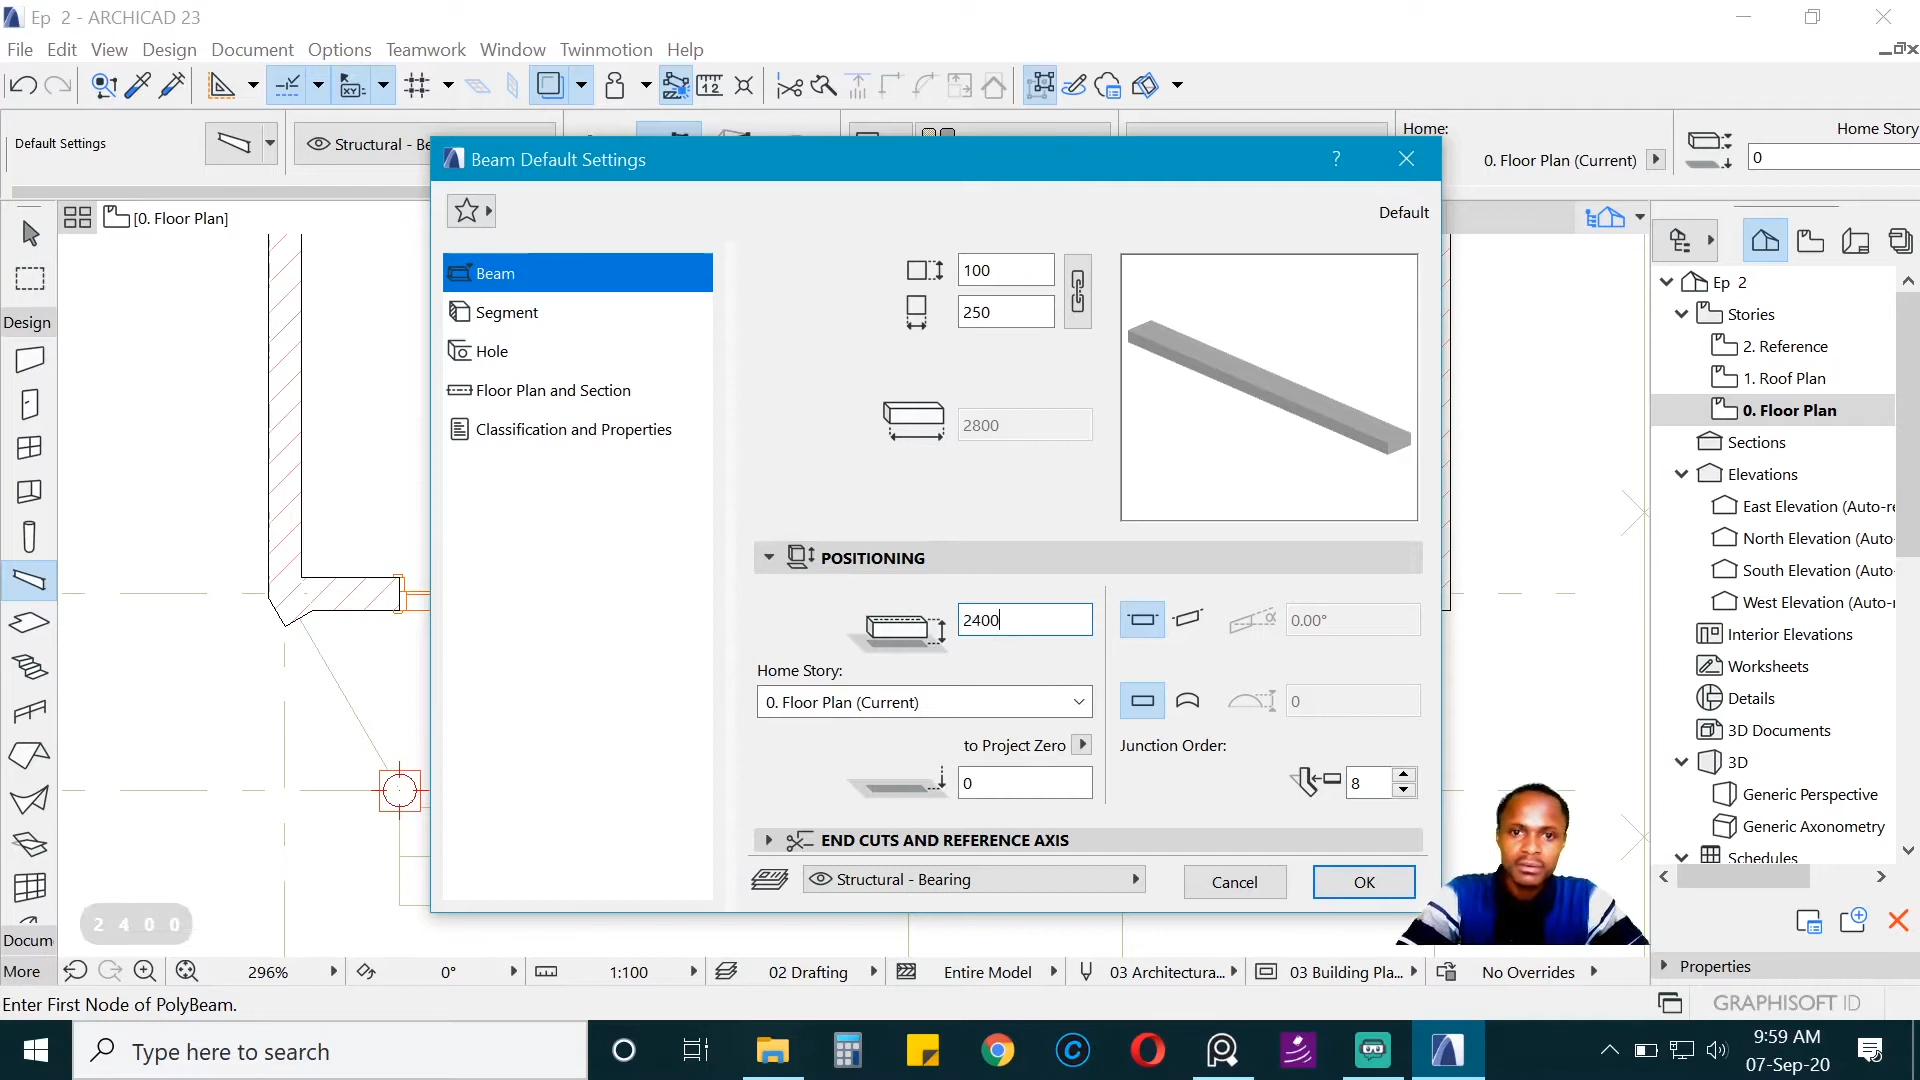 Ep 2 - ARCHICAD 23
File Edit View Design Document Options Teamwork Window Twinmotion Help
Default Settings
Structural - Be
Home:
0. Floor Plan (Current)
Home Story
0
Beam Default Settings
?
Default
[0. Floor Plan]
Design
Docum
More
Beam
Segment
Hole
Floor Plan and Section
Classification and Properties
100
250
2800
POSITIONING
2400
0.00°
Home Story:
0. Floor Plan (Current)
0
to Project Zero
Junction Order:
0
8
END CUTS AND REFERENCE AXIS
Structural - Bearing
Cancel
OK
Ep 2
Stories
2. Reference
1. Roof Plan
0. Floor Plan
Sections
Elevations
East Elevation (Auto-re
North Elevation (Auto-
South Elevation (Auto-
West Elevation (Auto-r
Interior Elevations
Worksheets
Details
3D Documents
3D
Generic Perspective
Generic Axonometry
Schedules
Properties
2 4 0 0
296%
0°
1:100
02 Drafting
Entire Model
03 Architectura...
03 Building Pla...
No Overrides
Enter First Node of PolyBeam.
GRAPHISOFT ID
Type here to search
9:59 AM
07-Sep-20